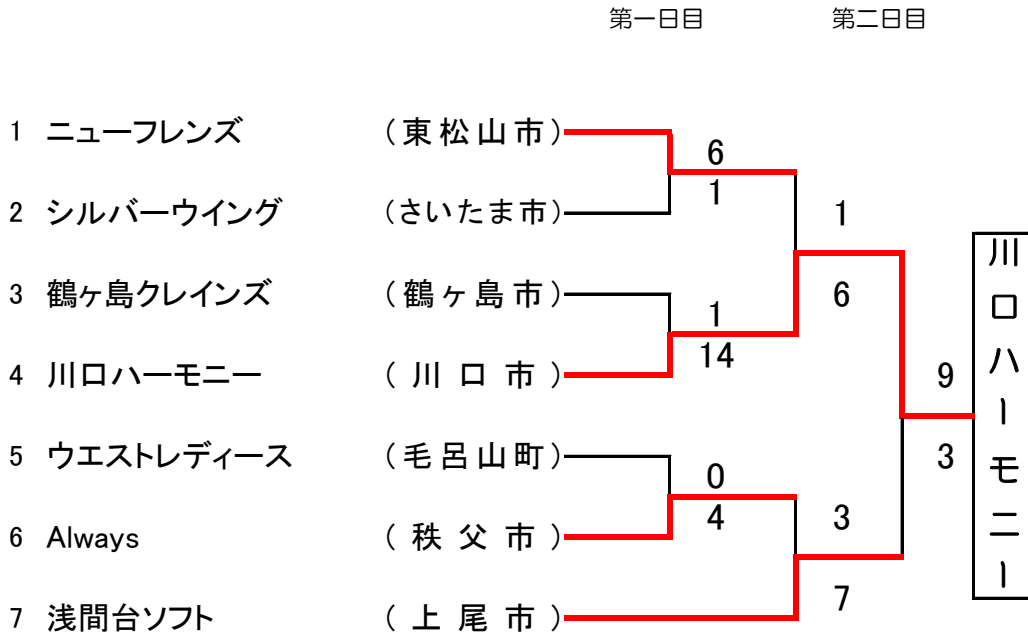 第一日目 第二日目
1 ニューフレンズ (東松山市)
6
1
2 シルバーウイング (さいたま市)
1
3 鶴ヶ島クレインズ (鶴ヶ島市)
1
6
14
4 川口ハーモニー (川口市)
9
3
5 ウエストレディース (毛呂山町)
0
4
3
6 Always (秩父市)
7
7 浅間台ソフト (上尾市)
川口ハーモニー